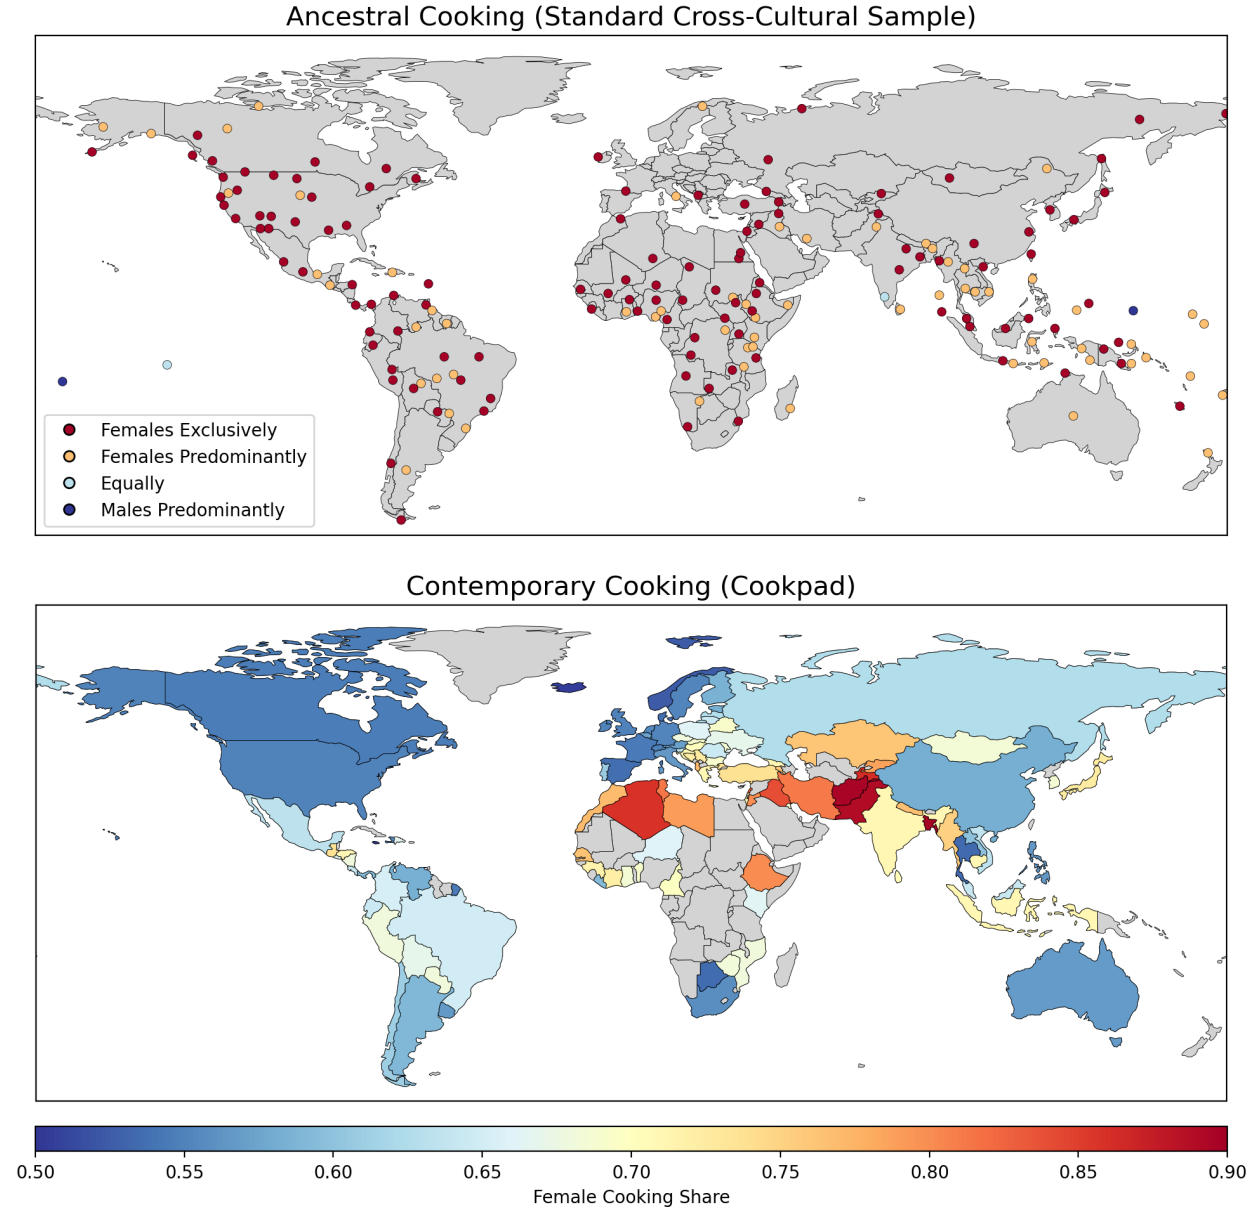 Ancestral Cooking (Standard Cross-Cultural Sample)
Females Exclusively
Females Predominantly
Equally
Males Predominantly
Contemporary Cooking (Cookpad)
0.50 0.55 0.60 0.65 0.70 0.75 0.80 0.85 0.90
Female Cooking Share